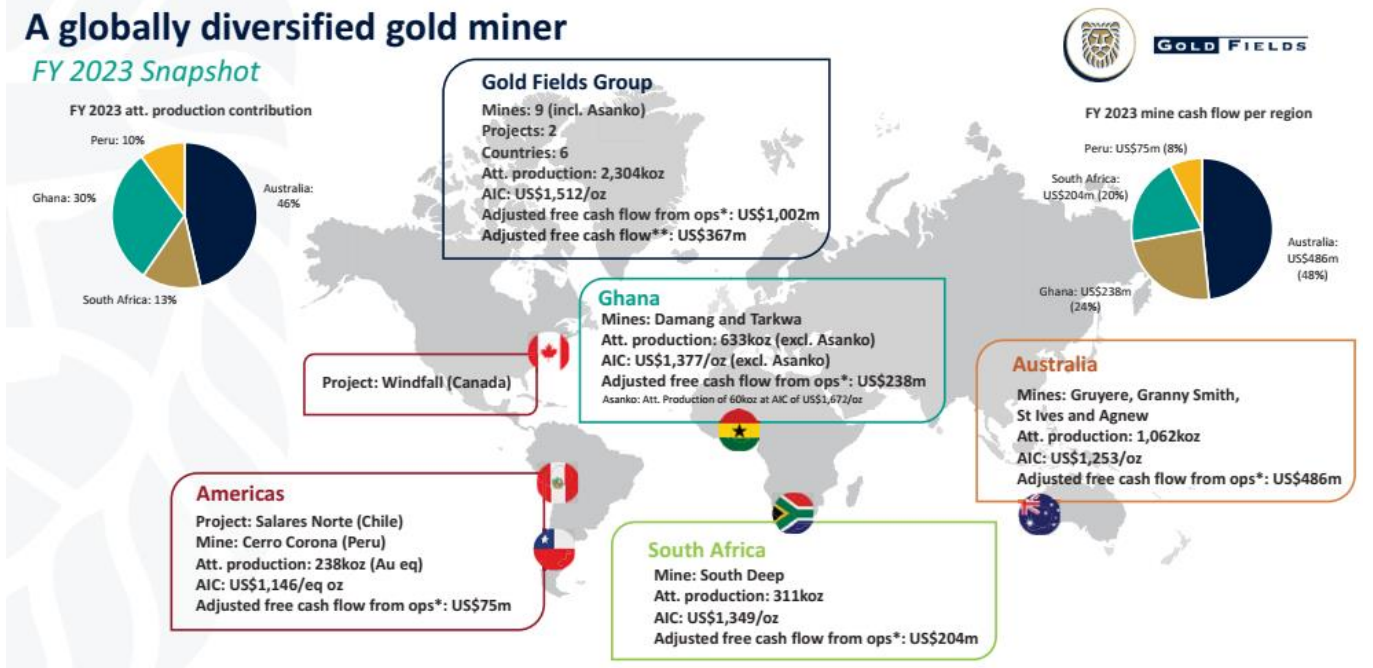 A globally diversified gold miner
FY 2023 Snapshot
GOLD FIELDS
FY 2023 att. production contribution
Peru: 10%
Ghana: 30%
Australia:
46%
South Africa: 13%
Gold Fields Group
Mines: 9 (incl. Asanko)
Projects: 2
Countries: 6
Att. production: 2,304koz
AIC: US$1,512/oz
Adjusted free cash flow from ops*: US$1,002m
Adjusted free cash flow**: US$367m
FY 2023 mine cash flow per region
Peru: US$75m (8%)
South Africa:
US$204m (20%)
Australia:
US$486m
(48%)
Ghana: US$238m
(24%)
Project: Windfall (Canada)
Ghana
Mines: Damang and Tarkwa
Att. production: 633koz (excl. Asanko)
AIC: US$1,377/oz (excl. Asanko)
Adjusted free cash flow from ops*: US$238m
Asanko: Att. Production of 60koz at AIC of US$1,672/oz
Australia
Mines: Gruyere, Granny Smith,
St Ives and Agnew
Att. production: 1,062koz
AIC: US$1,253/oz
Adjusted free cash flow from ops*: US$486m
Americas
Project: Salares Norte (Chile)
Mine: Cerro Corona (Peru)
Att. production: 238koz (Au eq)
AIC: US$1,146/eq oz
Adjusted free cash flow from ops*: US$75m
South Africa
Mine: South Deep
Att. production: 311koz
AIC: US$1,349/oz
Adjusted free cash flow from ops*: US$204m